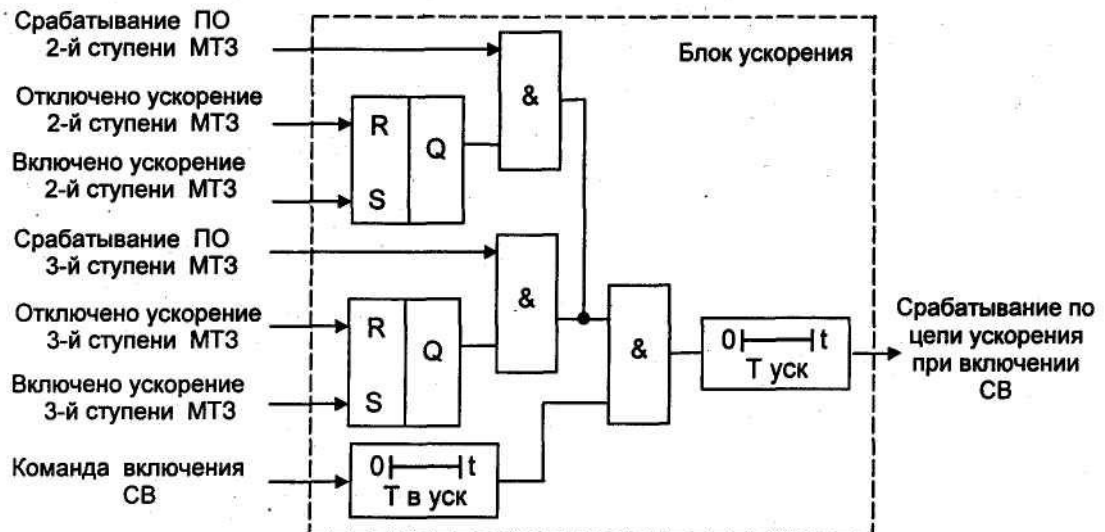 Срабатывание ПО
2-й ступени МТЗ
Блок ускорения
&
Отключено ускорение
2-й ступени МТЗ
R
Q
Включено ускорение
2-й ступени МТЗ
S
Срабатывание ПО
3-й ступени МТЗ
&
Отключено ускорение
3-й ступени МТЗ
R
Q
Включено ускорение
3-й ступени МТЗ
S
&
0 t
Т уск
Срабатывание по
цепи ускорения
при включении
СВ
Команда включения
СВ
0 t
Т в уск